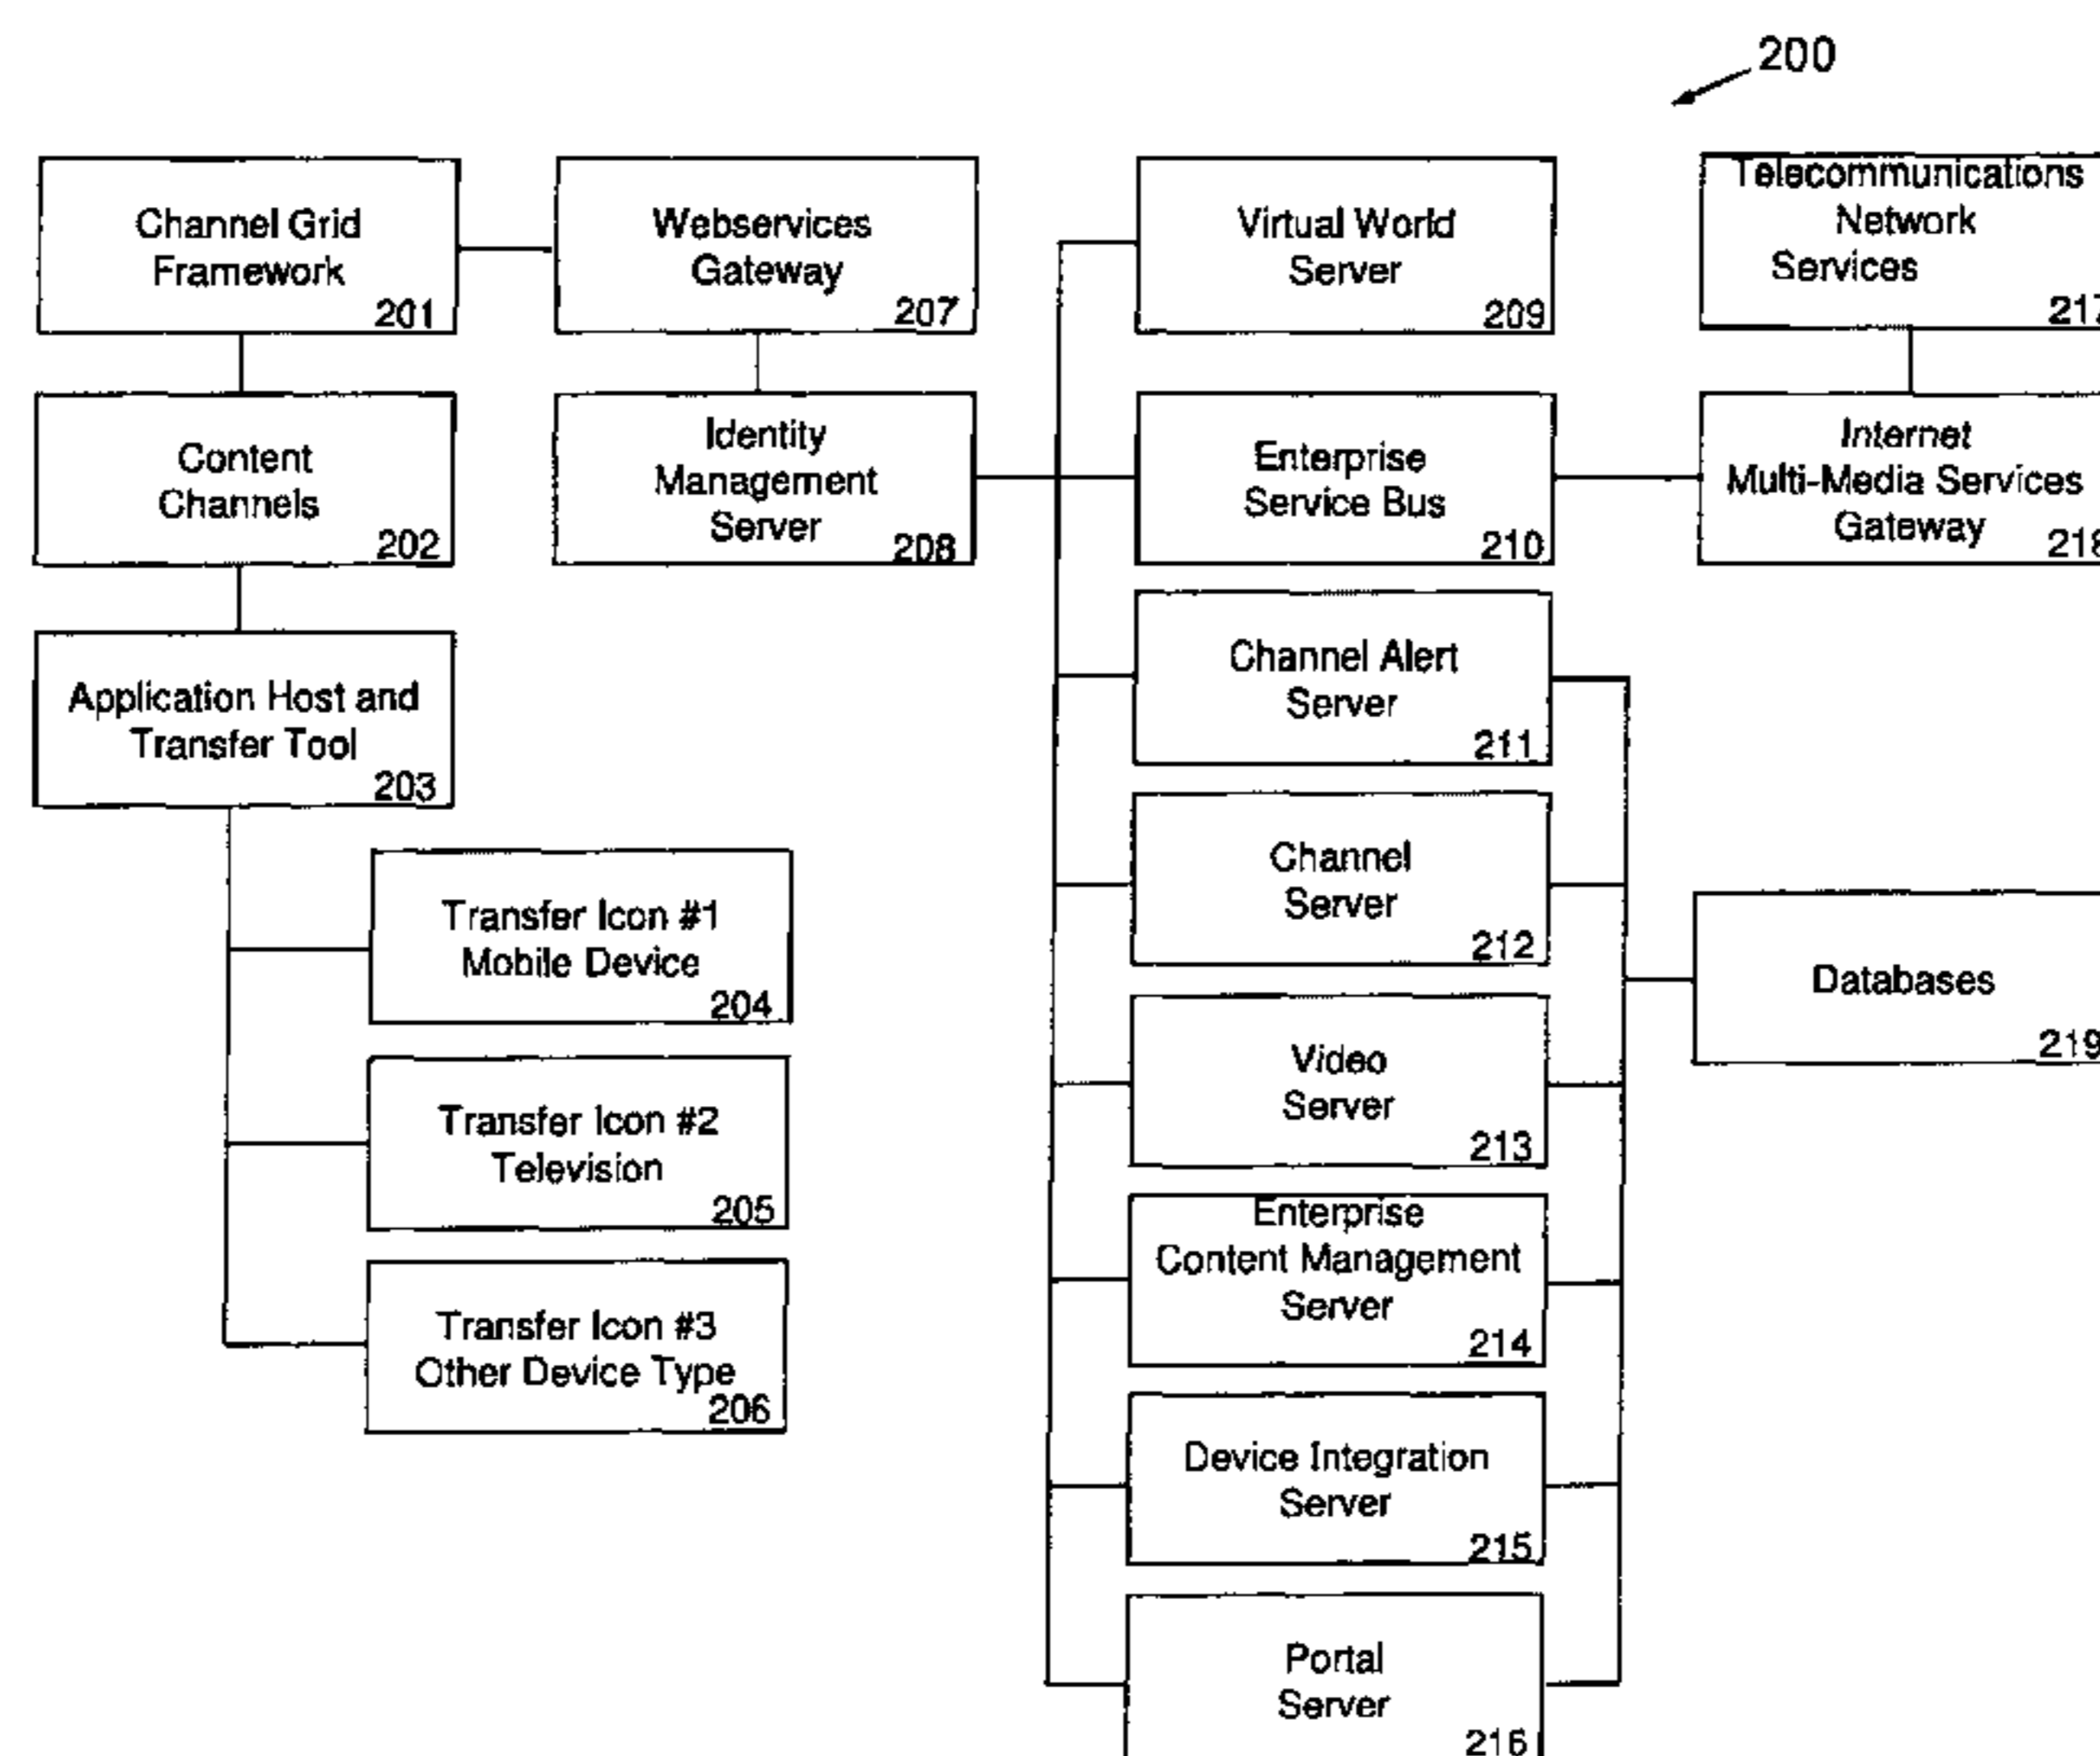 200
Channel Grid
Framework
201
Webservices
Gateway
207
Virtual World
Server
209
Telecommunications
Network
Services
217
Content
Channels
202
Identity
Management
Server
208
Enterprise
Service Bus
210
Internet
Multi-Media Services
Gateway
218
Application Host and
Transfer Tool
203
Channel Alert
Server
211
Transfer Icon #1
Mobile Device
204
Channel
Server
212
Databases
219
Transfer Icon #2
Television
205
Video
Server
213
Transfer Icon #3
Other Device Type
206
Enterprise
Content Management
Server
214
Device Integration
Server
215
Portal
Server
216